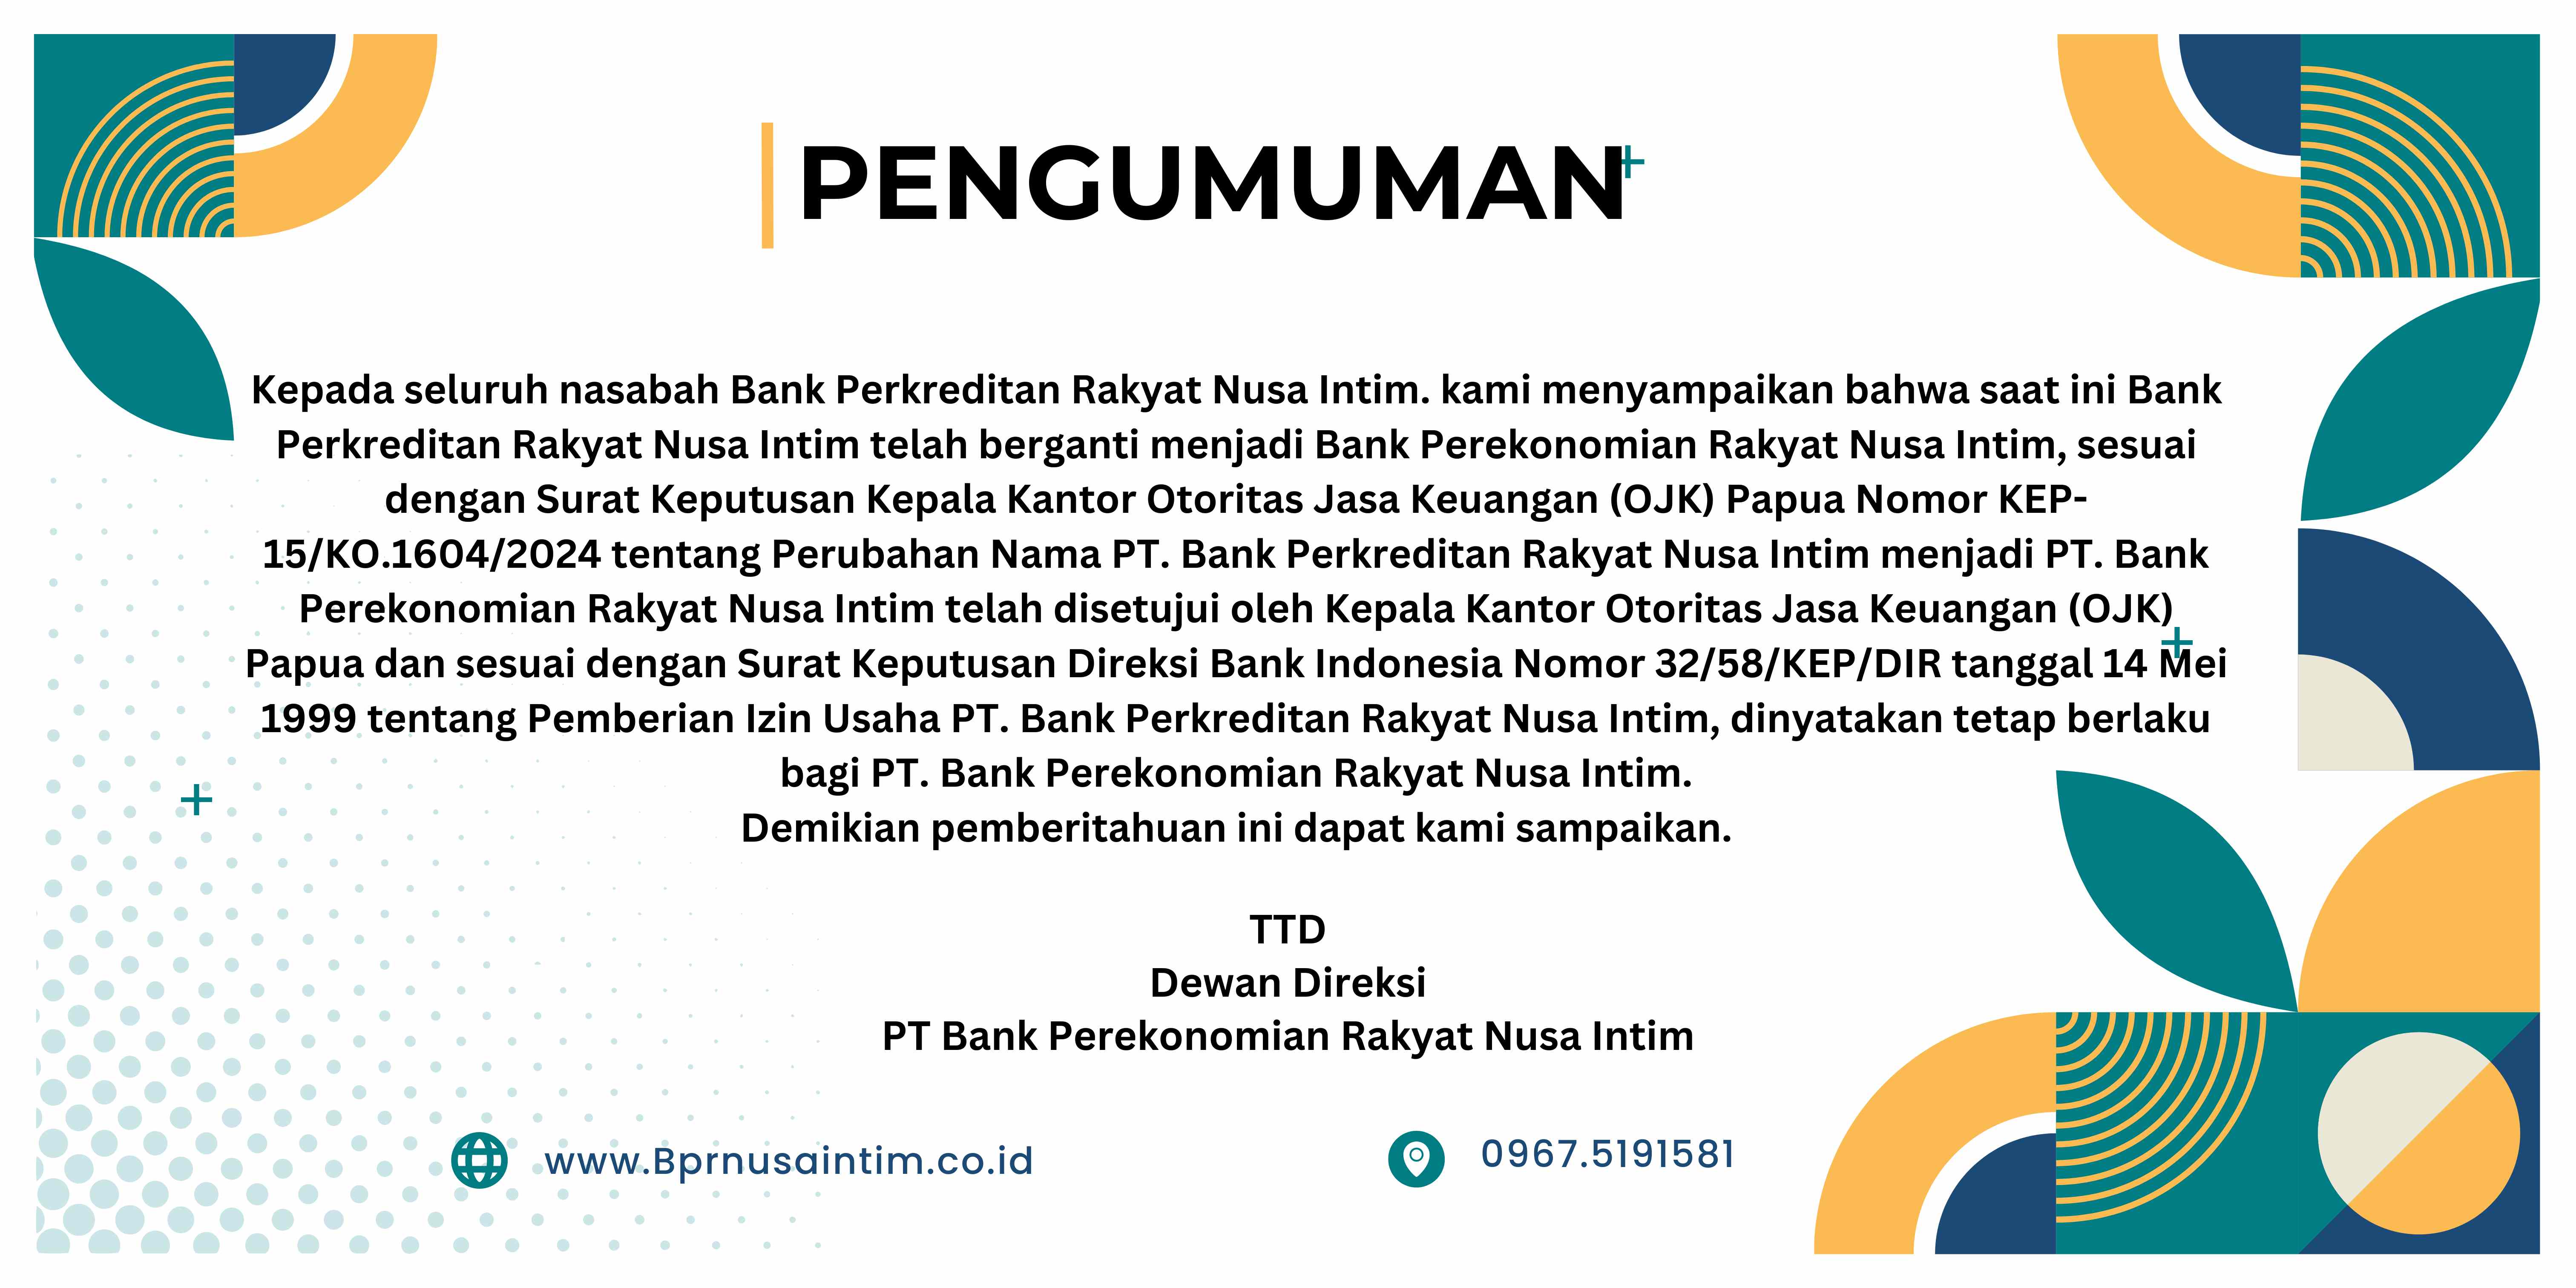 PENGUMUMAN
Kepada seluruh nasabah Bank Perkreditan Rakyat Nusa Intim. kami menyampaikan bahwa saat ini Bank
Perkreditan Rakyat Nusa Intim telah berganti menjadi Bank Perekonomian Rakyat Nusa Intim, sesuai
dengan Surat Keputusan Kepala Kantor Otoritas Jasa Keuangan (OJK) Papua Nomor KEP-
15/KO.1604/2024 tentang Perubahan Nama PT. Bank Perkreditan Rakyat Nusa Intim menjadi PT. Bank
Perekonomian Rakyat Nusa Intim telah disetujui oleh Kepala Kantor Otoritas Jasa Keuangan (OJK)
Papua dan sesuai dengan Surat Keputusan Direksi Bank Indonesia Nomor 32/58/KEP/DIR tanggal 14 Mei
1999 tentang Pemberian Izin Usaha PT. Bank Perkreditan Rakyat Nusa Intim, dinyatakan tetap berlaku
bagi PT. Bank Perekonomian Rakyat Nusa Intim.
Demikian pemberitahuan ini dapat kami sampaikan.
TTD
Dewan Direksi
PT Bank Perekonomian Rakyat Nusa Intim
www.Bprnusaintim.co.id
0967.5191581